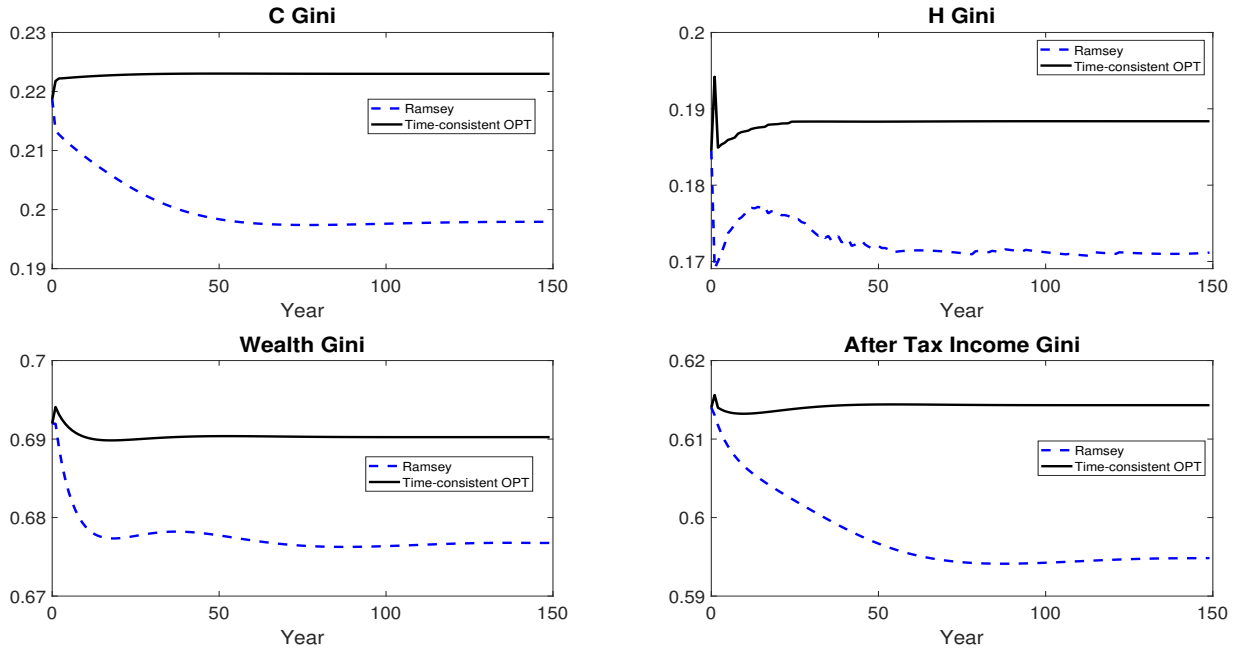 C Gini
0.23
0.22
0.21
0.2
0.19
0
50
100
150
Year
Ramsey
Time-consistent OPT
H Gini
0.2
0.19
0.18
0.17
0
50
100
150
Year
Ramsey
Time-consistent OPT
Wealth Gini
0.7
0.69
0.68
0.67
0
50
100
150
Year
Ramsey
Time-consistent OPT
After Tax Income Gini
0.62
0.61
0.6
0.59
0
50
100
150
Year
Ramsey
Time-consistent OPT